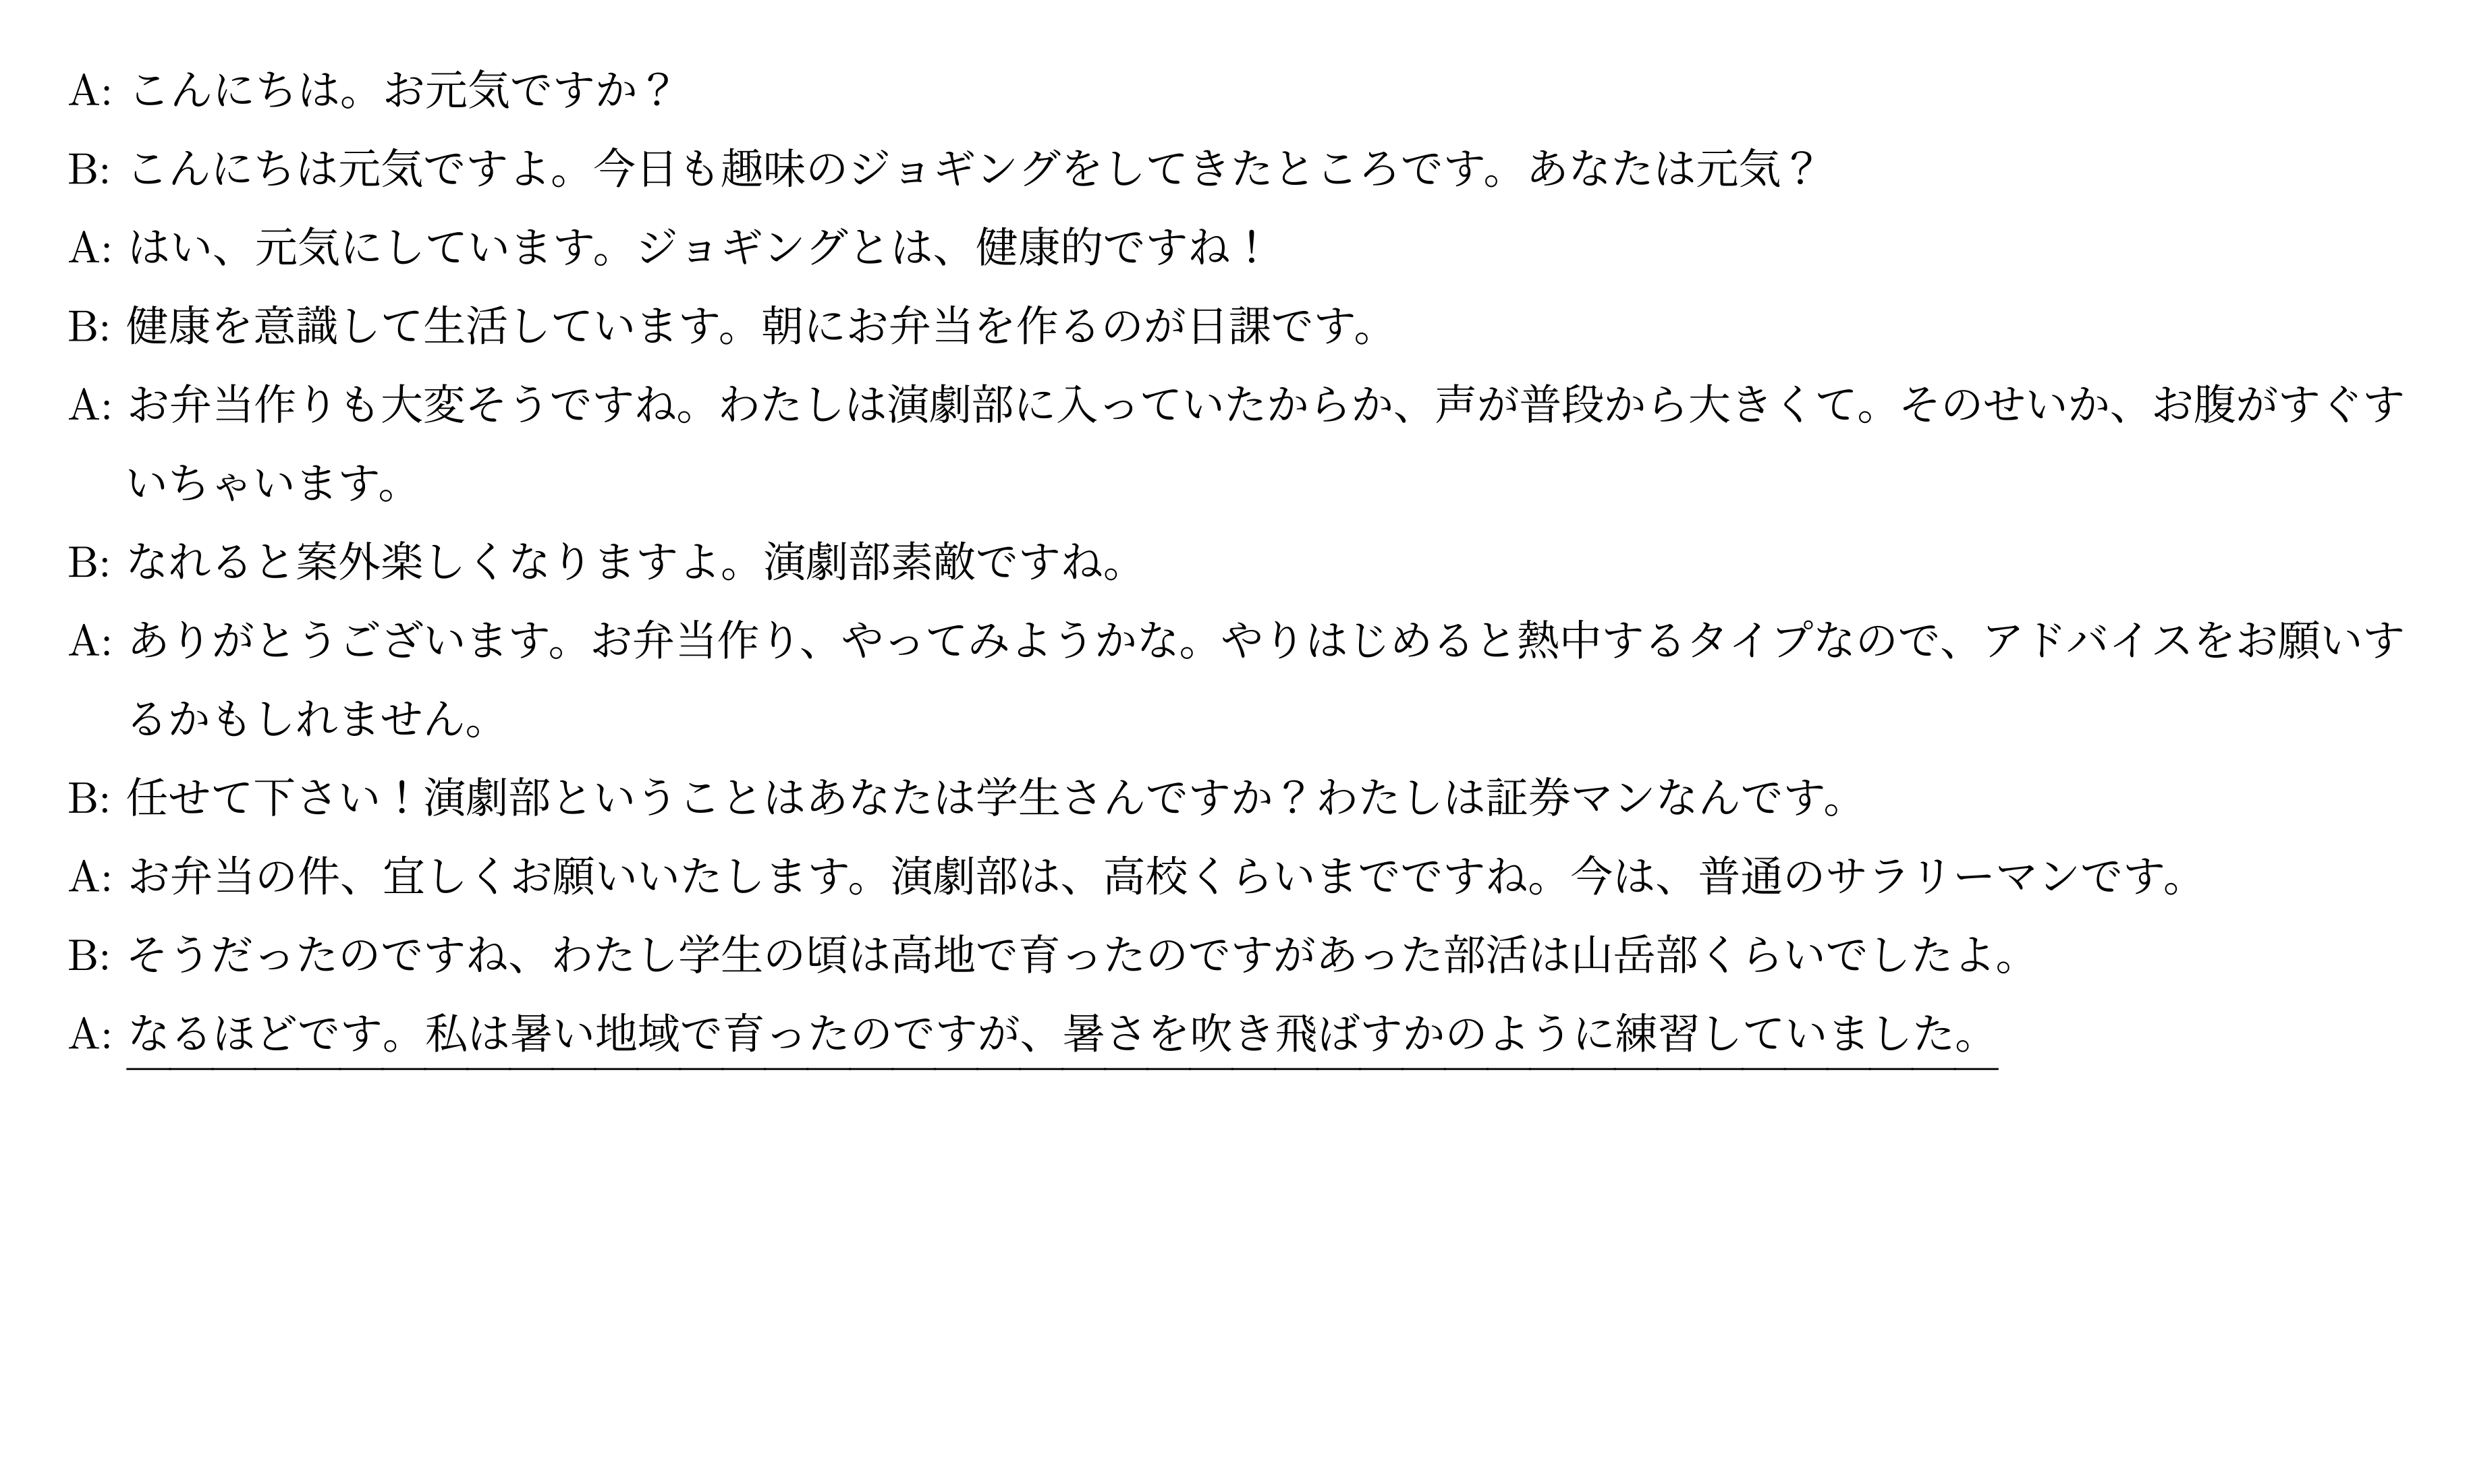 A: こんにちは。お元気ですか？
B: こんにちは元気ですよ。今日も趣味のジョギングをしてきたところです。あなたは元気？
A: はい、元気にしています。ジョギングとは、健康的ですね！
B: 健康を意識して生活しています。朝にお弁当を作るのが日課です。
A: お弁当作りも大変そうですね。わたしは演劇部に入っていたからか、声が普段から大きくて。そのせいか、お腹がすぐす
いちゃいます。
B: なれると案外楽しくなりますよ。演劇部素敵ですね。
A: ありがとうございます。お弁当作り、やってみようかな。やりはじめると熱中するタイプなので、アドバイスをお願いす
るかもしれません。
B: 任せて下さい！演劇部ということはあなたは学生さんですか？わたしは証券マンなんです。
A: お弁当の件、宜しくお願いいたします。演劇部は、高校くらいまでですね。今は、普通のサラリーマンです。
B: そうだったのですね、わたし学生の頃は高地で育ったのですがあった部活は山岳部くらいでしたよ。
A: なるほどです。私は暑い地域で育ったのですが、暑さを吹き飛ばすかのように練習していました。